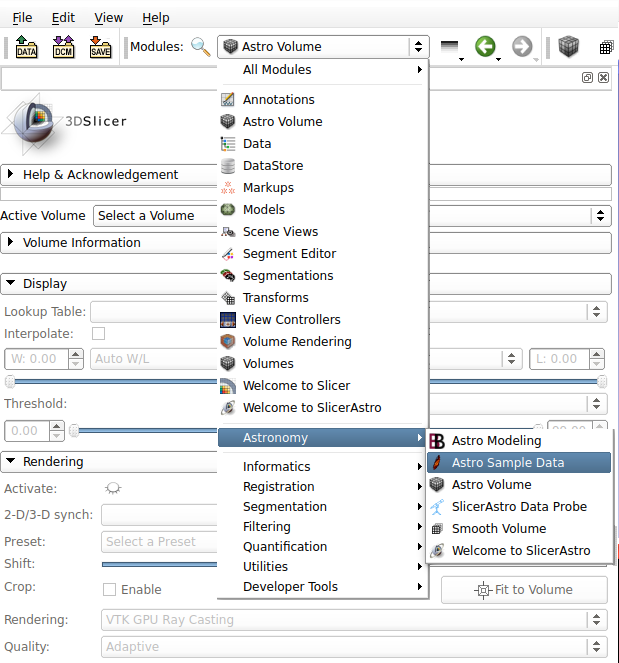 File Edit View Help
DATA DCM SAVE Modules: Astro Volume
All Modules
3DSlicer
Annotations
Astro Volume
Data
DataStore
Markups
Models
Scene Views
Segment Editor
Segmentations
Transforms
View Controllers
Volume Rendering
Volumes
Welcome to Slicer
Welcome to SlicerAstro
Astronomy
Informatics
Registration
Segmentation
Filtering
Quantification
Utilities
Developer Tools
Astro Modeling
Astro Sample Data
Astro Volume
SlicerAstro Data Probe
Smooth Volume
Welcome to SlicerAstro
Help & Acknowledgement
Active Volume Select a Volume
Volume Information
Display
Lookup Table:
Interpolate:
W: 0.00 Auto W/L L: 0.00
Threshold:
0.00
Rendering
Activate:
2-D/3-D synch:
Preset: Select a Preset
Shift:
Crop: Enable Fit to Volume
Rendering: VTK GPU Ray Casting
Quality: Adaptive